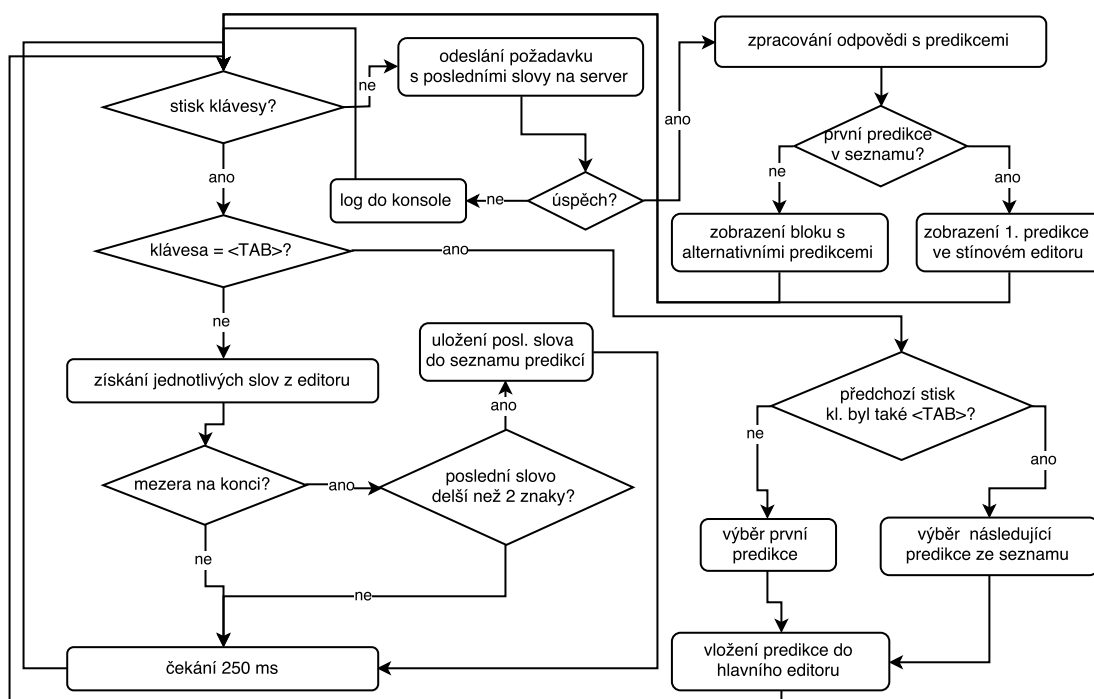 odeslání požadavku
s posledními slovy na server
zpracování odpovědi s predikcemi
stisk klávesy?
ne
ano
první predikce
v seznamu?
ano
ne
ano
log do konsole
ne
úspěch?
klávesa = <TAB>?
ano
zobrazení bloku s
alternativními predikcemi
zobrazení 1. predikce
ve stínovém editoru
ne
uložení posl. slova
do seznamu predikcí
získání jednotlivých slov z editoru
předchozí stisk
kl. byl také <TAB>?
ano
ne
ano
mezera na konci?
ano
poslední slovo
delší než 2 znaky?
výběr první
predikce
výběr  následující
predikce ze seznamu
ne
ne
čekání 250 ms
vložení predikce do
hlavního editoru